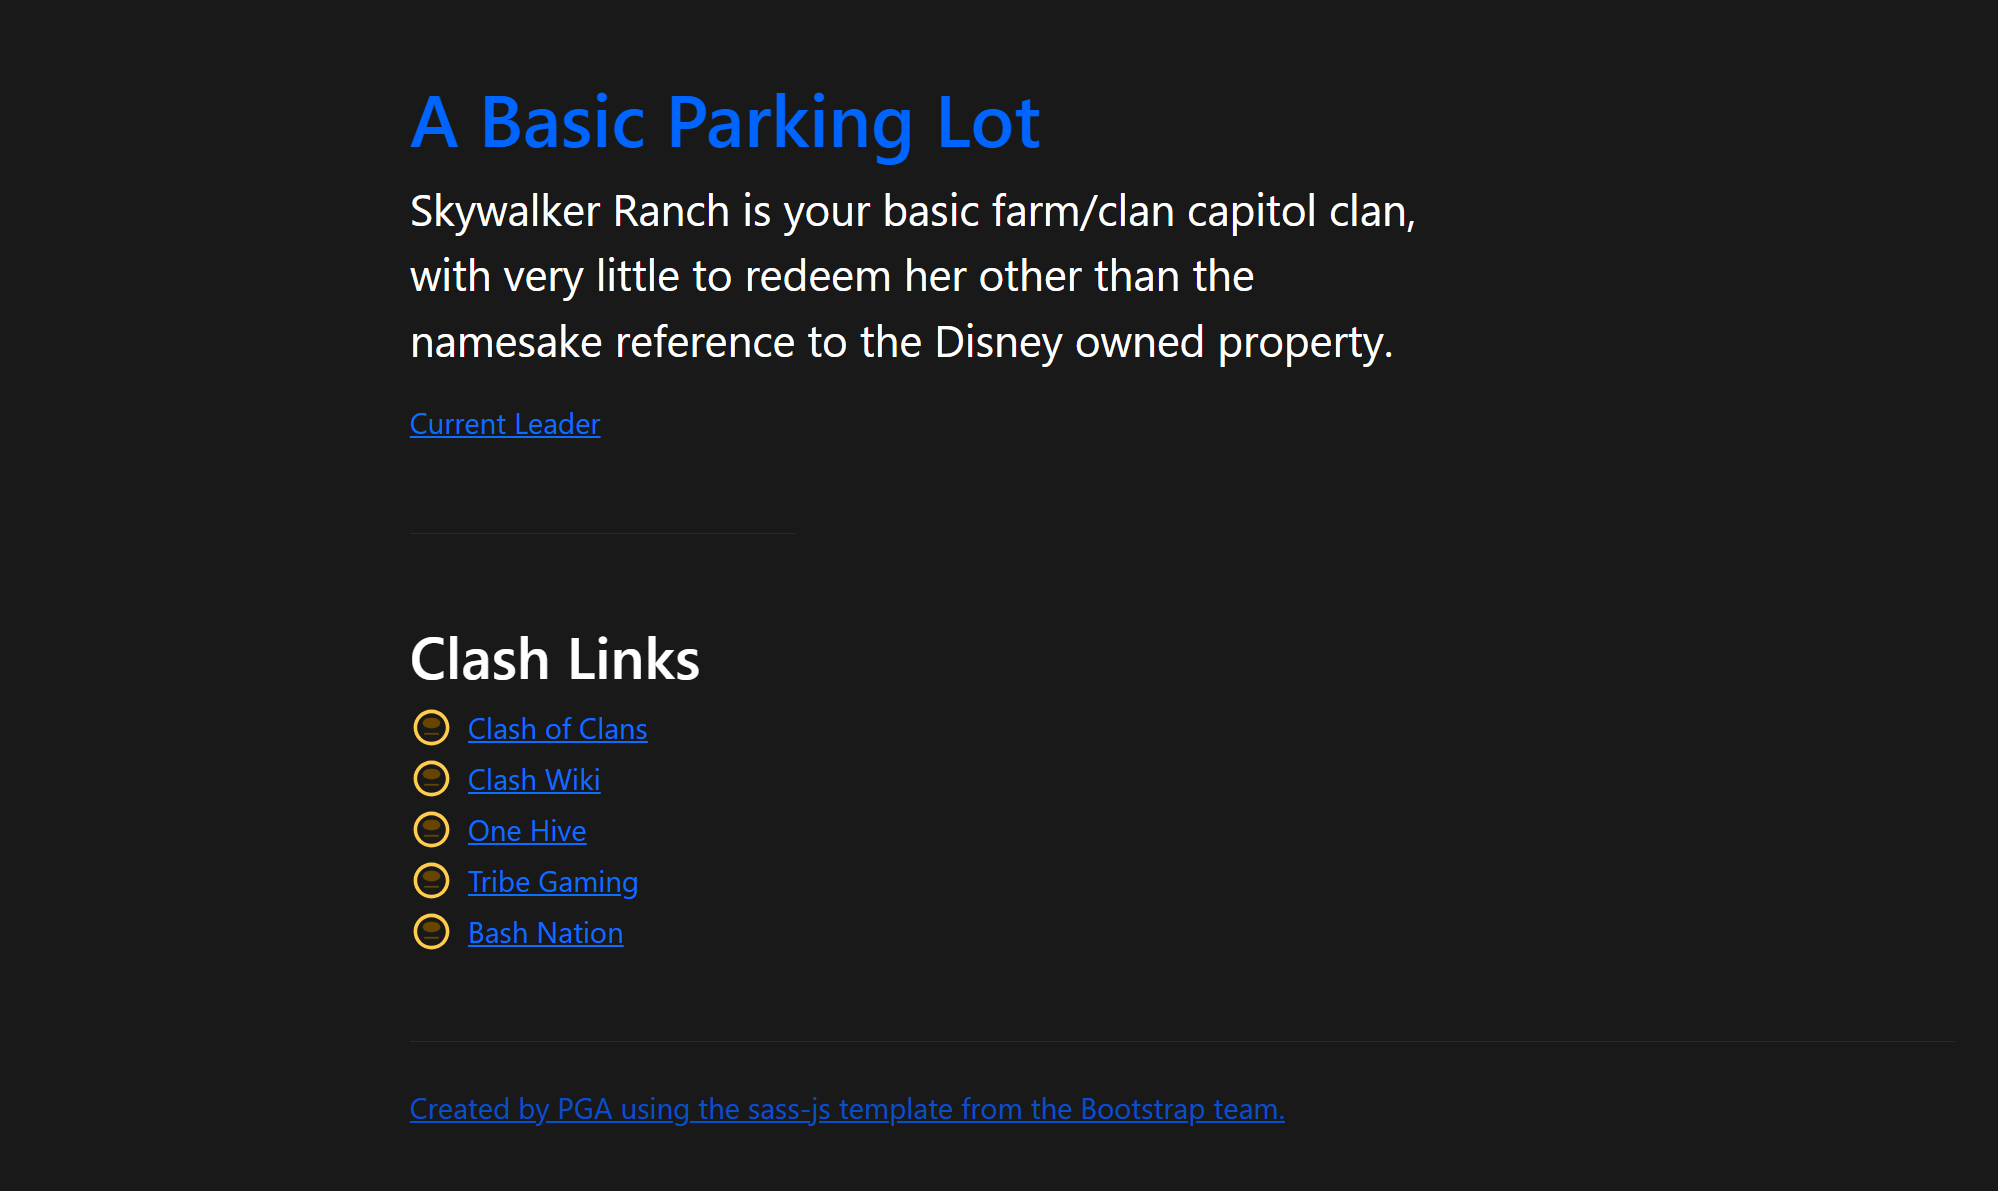 A Basic Parking Lot
Skywalker Ranch is your basic farm/clan capitol clan,
with very little to redeem her other than the
namesake reference to the Disney owned property.
Current Leader
Clash Links
Clash of Clans
Clash Wiki
One Hive
Tribe Gaming
Bash Nation
Created by PGA using the sass-js template from the Bootstrap team.